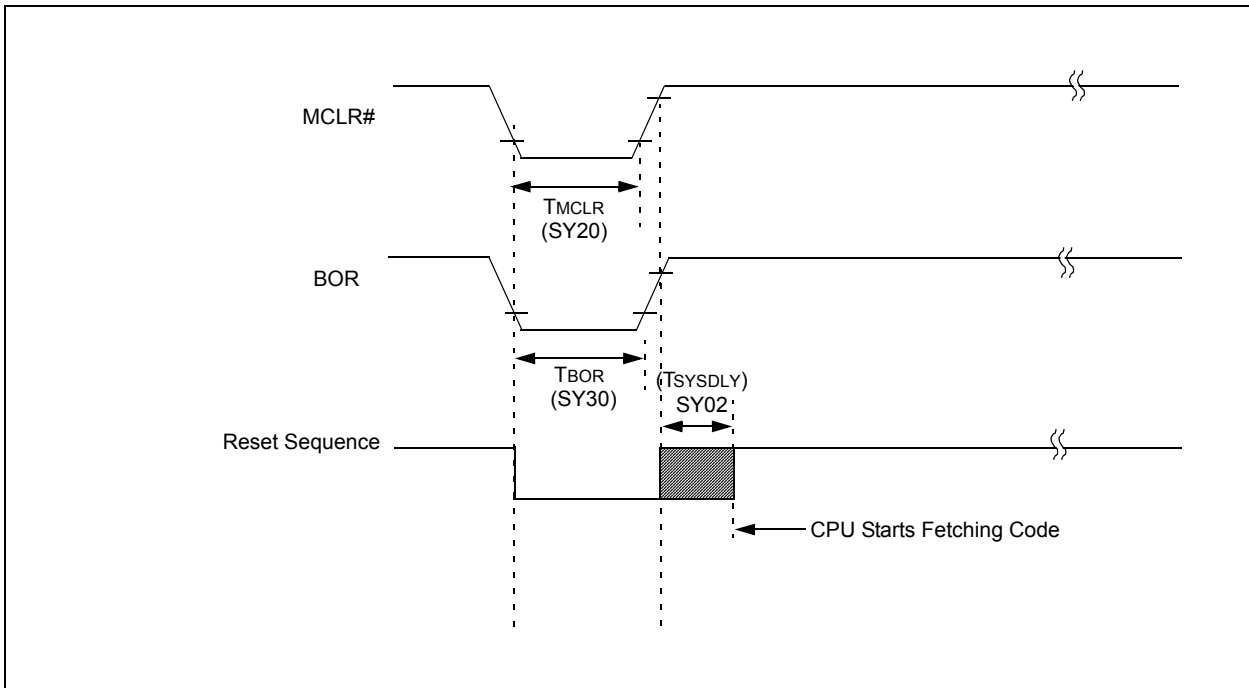 MCLR#
TMCLR
(SY20)
BOR
TBOR
(SY30)
(TSYSDLY)
SY02
Reset Sequence
CPU Starts Fetching Code